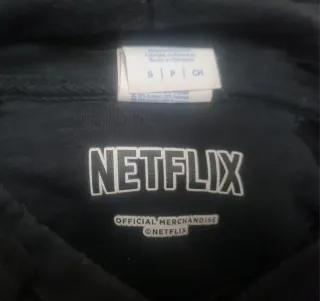 S | P | CH
NETFLIX
OFFICIAL MERCHANDISE
©NETFLIX